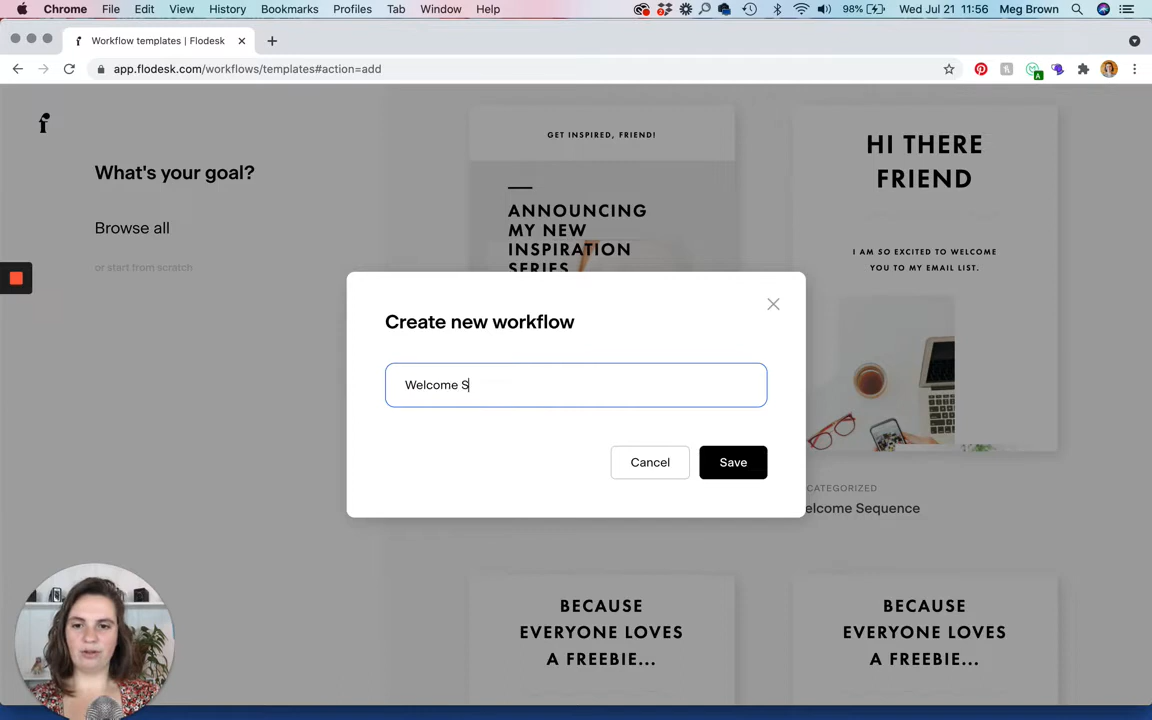 Chrome File Edit View History Bookmarks Profiles Tab Window Help 98% Wed Jul 21 11:56 Meg Brown
Workflow templates | Flodesk
app.flodesk.com/workflows/templates#action=add
What's your goal?
Browse all
or start from scratch
GET INSPIRED, FRIEND!
ANNOUNCING
MY NEW
INSPIRATION
SERIES
HI THERE
FRIEND
I AM SO EXCITED TO WELCOME
YOU TO MY EMAIL LIST.
Create new workflow
Welcome S
Cancel Save
CATEGORIZED
elcome Sequence
BECAUSE
EVERYONE LOVES
A FREEBIE...
BECAUSE
EVERYONE LOVES
A FREEBIE...